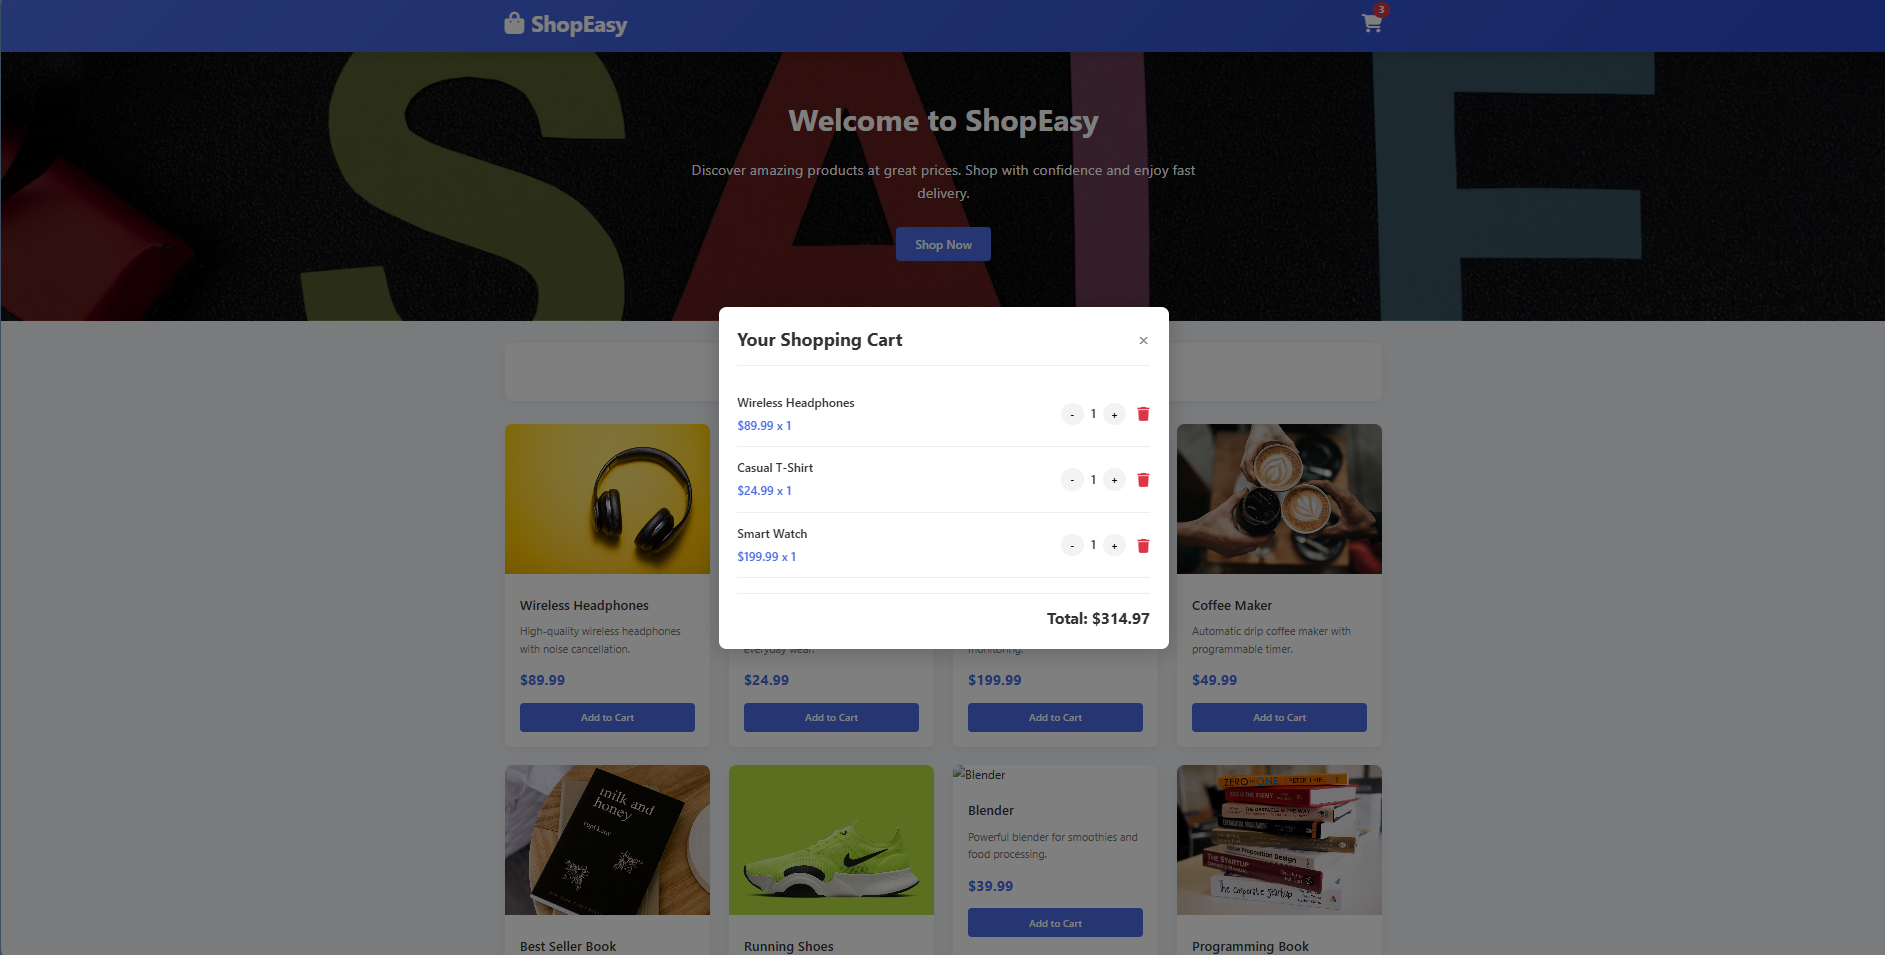 ShopEasy
3
SALE
Welcome to ShopEasy
Discover amazing products at great prices. Shop with confidence and enjoy fast
delivery.
Shop Now
Your Shopping Cart
×
Wireless Headphones
$89.99 x 1
- 1 +
Casual T-Shirt
$24.99 x 1
- 1 +
Smart Watch
$199.99 x 1
- 1 +
Total: $314.97
Wireless Headphones
High-quality wireless headphones
with noise cancellation.
$89.99
Add to Cart
everyday wear.
$24.99
Add to Cart
monitoring.
$199.99
Add to Cart
Coffee Maker
Automatic drip coffee maker with
programmable timer.
$49.99
Add to Cart
milk and
honey
rupi kaur
Best Seller Book
Running Shoes
Blender
Blender
Powerful blender for smoothies and
food processing.
$39.99
Add to Cart
ZERO TO ONE
THE OBSTACLE IS THE WAY
Value Proposition Design
THE STARTUP
The corporate startup
Programming Book